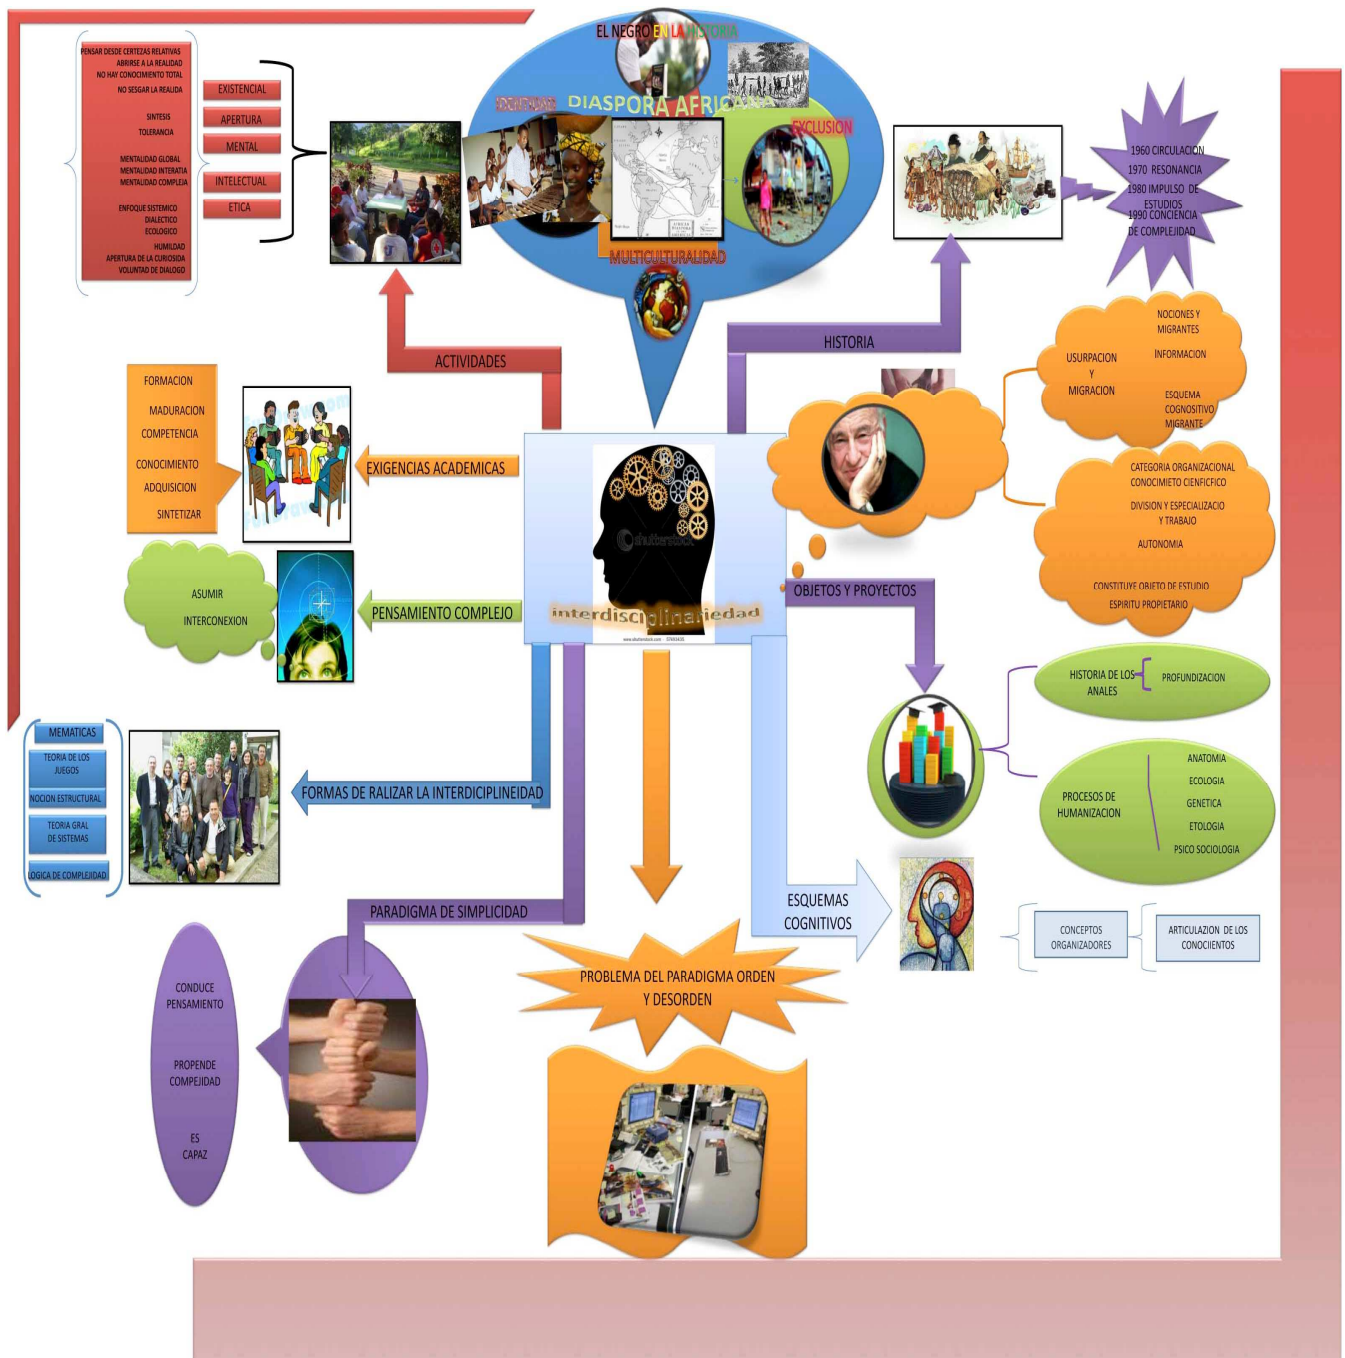 EL NEGRO EN LA HISTORIA
IDENTIDAD
DIASPORA AFRICANA
EXCLUSION
MULTICULTURALIDAD
PENSAR DESDE CERTEZAS RELATIVAS
ABRIRSE A LA REALIDAD
NO HAY CONOCIMIENTO TOTAL
NO SESGAR LA REALIDA
SINTESIS
TOLERANCIA
MENTALIDAD GLOBAL
MENTALIDAD INTERATIA
MENTALIDAD COMPLEJA
ENFOQUE SISTEMICO
DIALECTICO
ECOLOGICO
HUMILDAD
APERTURA DE LA CURIOSIDA
VOLUNTAD DE DIALOGO
EXISTENCIAL
APERTURA
MENTAL
INTELECTUAL
ETICA
ACTIVIDADES
HISTORIA
1960 CIRCULACION
1970 RESONANCIA
1980 IMPULSO DE
ESTUDIOS
1990 CONCIENCIA
DE COMPLEJIDAD
USURPACION
Y
MIGRACION
NOCIONES Y
MIGRANTES
INFORMACION
ESQUEMA
COGNOSITIVO
MIGRANTE
CATEGORIA ORGANIZACIONAL
CONOCIMIETO CIENFICFICO
DIVISION Y ESPECIALIZACIO
Y TRABAJO
AUTONOMIA
CONSTITUYE OBJETO DE ESTUDIO
ESPIRITU PROPIETARIO
FORMACION
MADURACION
COMPETENCIA
CONOCIMIENTO
ADQUISICION
SINTETIZAR
EXIGENCIAS ACADEMICAS
shutterstock
interdisciplinariedad
www.shutterstock.com
ASUMIR
INTERCONEXION
PENSAMIENTO COMPLEJO
OBJETOS Y PROYECTOS
HISTORIA DE LOS
ANALES
PROFUNDIZACION
PROCESOS DE
HUMANIZACION
ANATOMIA
ECOLOGIA
GENETICA
ETOLOGIA
PSICO SOCIOLOGIA
MEMATICAS
TEORIA DE LOS
JUEGOS
NOCION ESTRUCTURAL
TEORIA GRAL
DE SISTEMAS
LOGICA DE COMPLEJIDAD
FORMAS DE RALIZAR LA INTERDICIPLINEIDAD
ESQUEMAS
COGNITIVOS
CONCEPTOS
ORGANIZADORES
ARTICULAZION DE LOS
CONOCIIENTOS
PARADIGMA DE SIMPLICIDAD
CONDUCE
PENSAMIENTO
PROPENDE
COMPEJIDAD
ES
CAPAZ
PROBLEMA DEL PARADIGMA ORDEN
Y DESORDEN